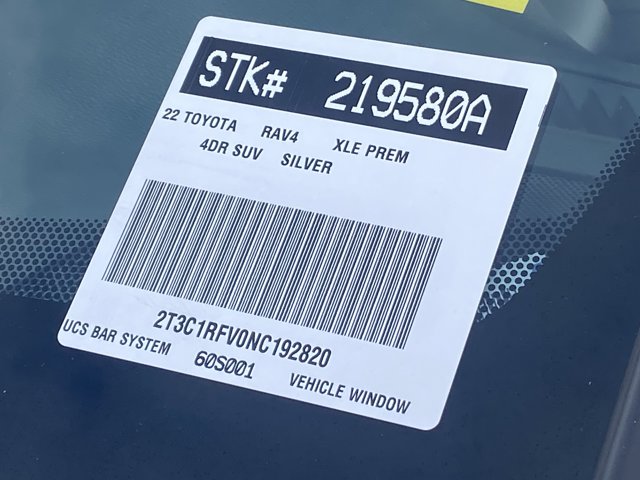 STK# 219580A
22 TOYOTA RAV4 XLE PREM
4DR SUV SILVER
2T3C1RFV0NC192820
UCS BAR SYSTEM 60S001 VEHICLE WINDOW